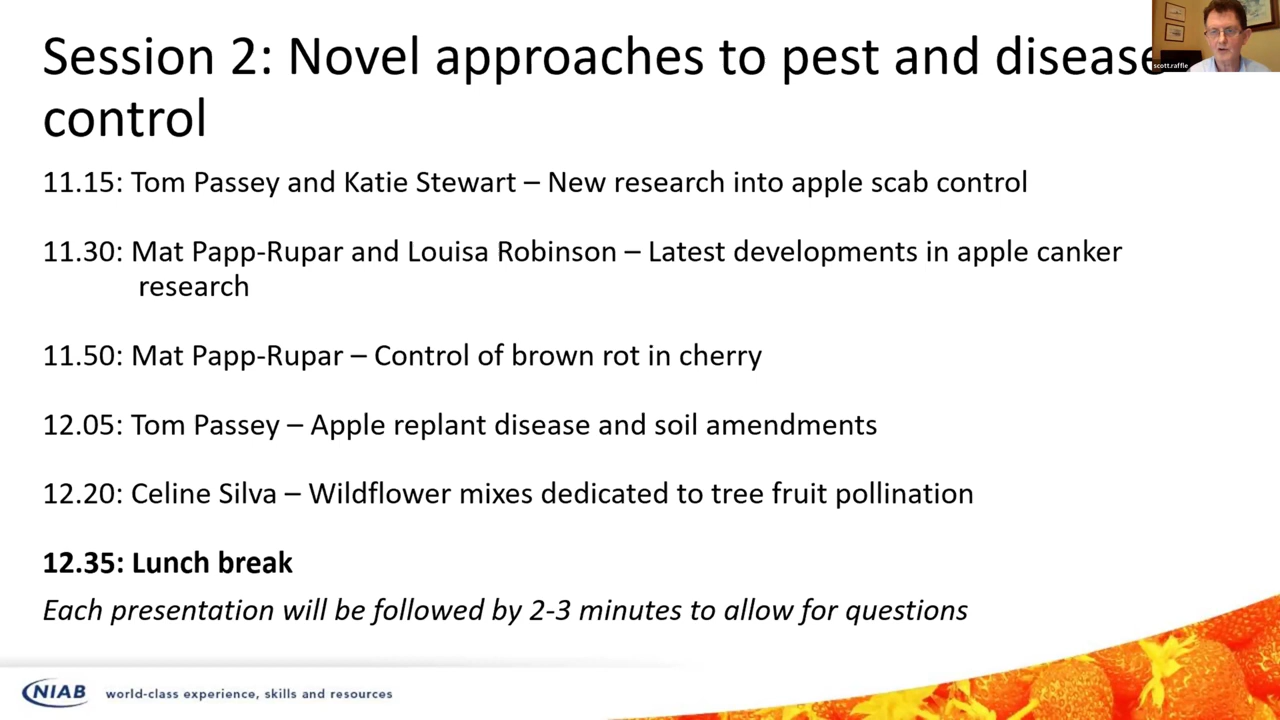 Session 2: Novel approaches to pest and disease
control
scott.raffle
11.15: Tom Passey and Katie Stewart – New research into apple scab control
11.30: Mat Papp-Rupar and Louisa Robinson – Latest developments in apple canker
research
11.50: Mat Papp-Rupar – Control of brown rot in cherry
12.05: Tom Passey – Apple replant disease and soil amendments
12.20: Celine Silva – Wildflower mixes dedicated to tree fruit pollination
12.35: Lunch break
Each presentation will be followed by 2-3 minutes to allow for questions
NIAB world-class experience, skills and resources